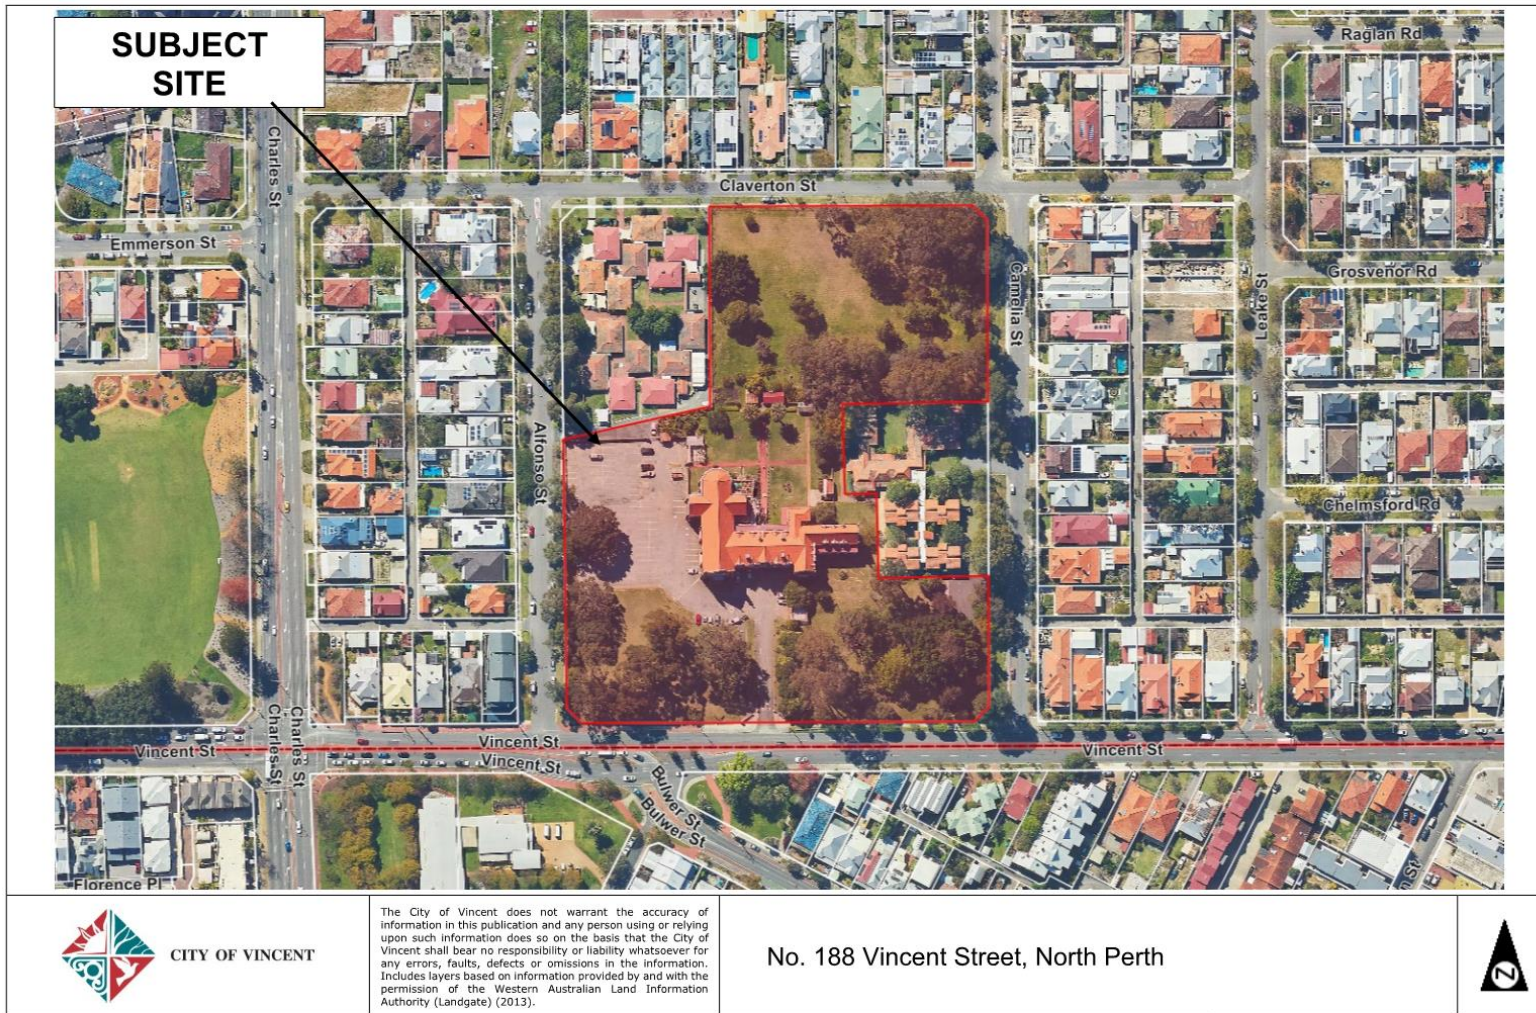 SUBJECT
SITE
Raglan Rd
Charles St
Claverton St
Emmerson St
Grosvenor Rd
Camelia St
Leake St
Alfonso St
Chelmsford Rd
Charles St
Charles St
Vincent St
Vincent St
Vincent St
Vincent St
Bulwer St
Bulwer St
Florence Pl
CITY OF VINCENT
The City of Vincent does not warrant the accuracy of
information in this publication and any person using or relying
upon such information does so on the basis that the City of
Vincent shall bear no responsibility or liability whatsoever for
any errors, faults, defects or omissions in the information.
Includes layers based on information provided by and with the
permission of the Western Australian Land Information
Authority (Landgate) (2013).
No. 188 Vincent Street, North Perth
N